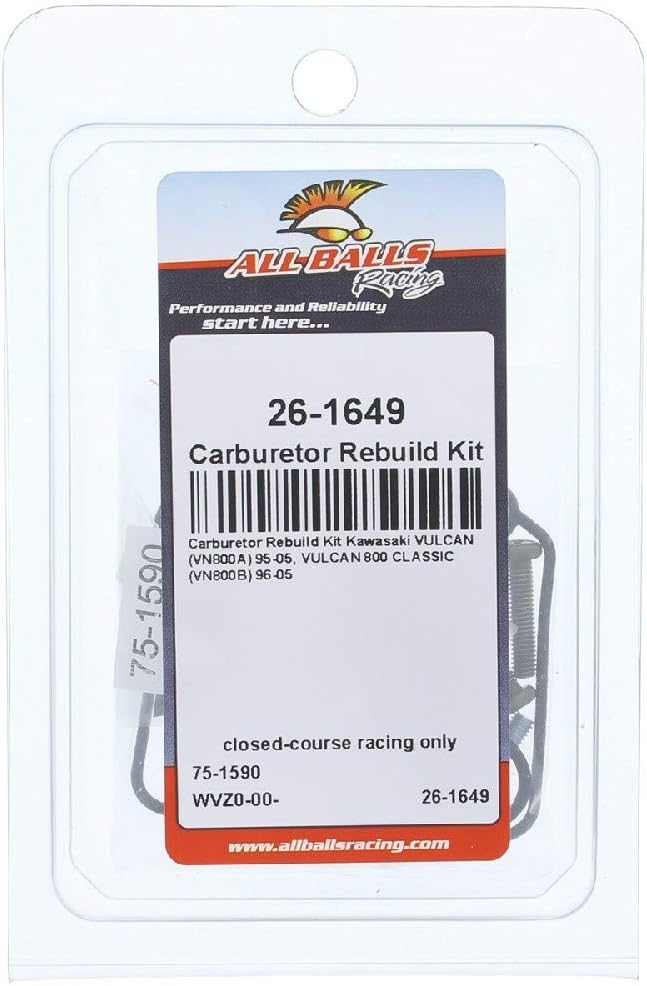 ALL BALLS
Racing
Performance and Reliability
start here...
26-1649
Carburetor Rebuild Kit
Carburetor Rebuild Kit Kawasaki VULCAN
(VN800A) 95-05, VULCAN 800 CLASSIC
(VN800B) 96-05
75-1590
closed-course racing only
75-1590
WVZ0-00- 26-1649
www.allballsracing.com